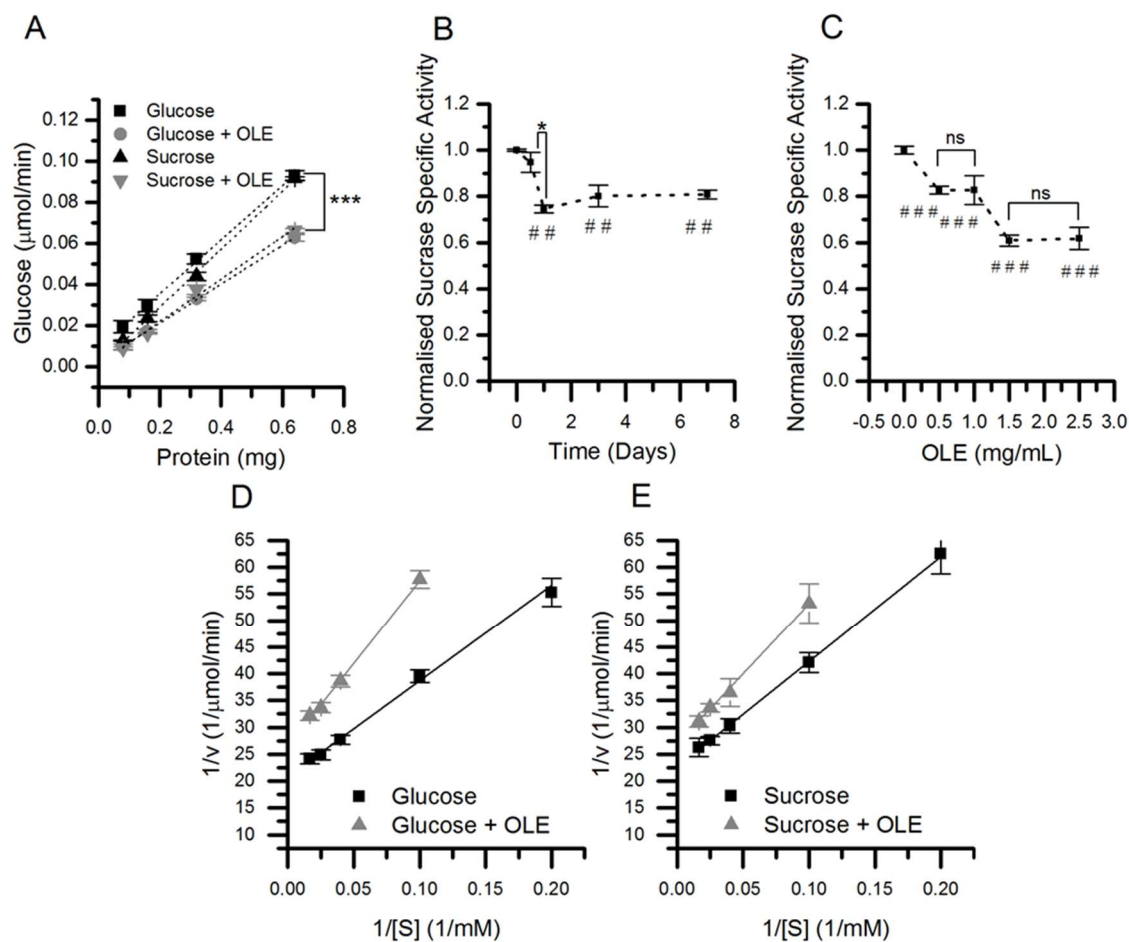 A
Glucose (μmol/min)
0.12
0.10
0.08
0.06
0.04
0.02
0.00
Glucose
Glucose + OLE
Sucrose
Sucrose + OLE
***
0.0 0.2 0.4 0.6 0.8
Protein (mg)
B
Normalised Sucrase Specific Activity
1.2
1.0
0.8
0.6
0.4
0.2
0.0
*
## ## ##
0 2 4 6 8
Time (Days)
C
Normalised Sucrase Specific Activity
1.2
1.0
0.8
0.6
0.4
0.2
0.0
ns
ns
### ###
### ###
-0.5 0.0 0.5 1.0 1.5 2.0 2.5 3.0
OLE (mg/mL)
D
1/v (1/μmol/min)
65
60
55
50
45
40
35
30
25
20
15
10
Glucose
Glucose + OLE
0.00 0.05 0.10 0.15 0.20
1/[S] (1/mM)
E
1/v (1/μmol/min)
65
60
55
50
45
40
35
30
25
20
15
10
Sucrose
Sucrose + OLE
0.00 0.05 0.10 0.15 0.20
1/[S] (1/mM)